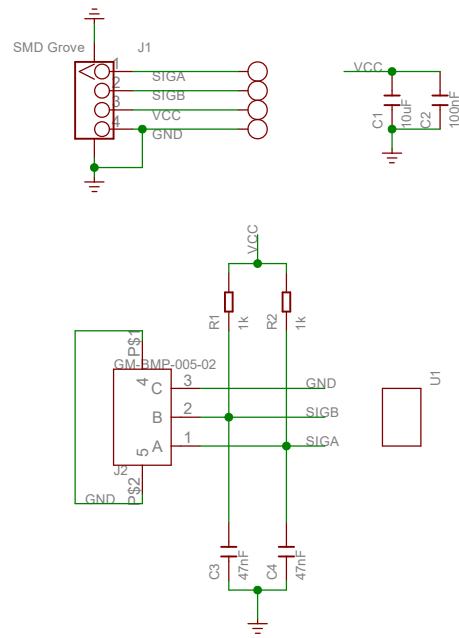 SMD Grove
J1
1
SIGA
2
SIGB
3
VCC
4
GND
VCC
C1
10uF
C2
100nF
VCC
R1
1k
R2
1k
P$1
GM-BMP-005-02
4
C
3
GND
B
2
SIGB
A
1
SIGA
5
J2
GND
P$2
U1
C3
47nF
C4
47nF